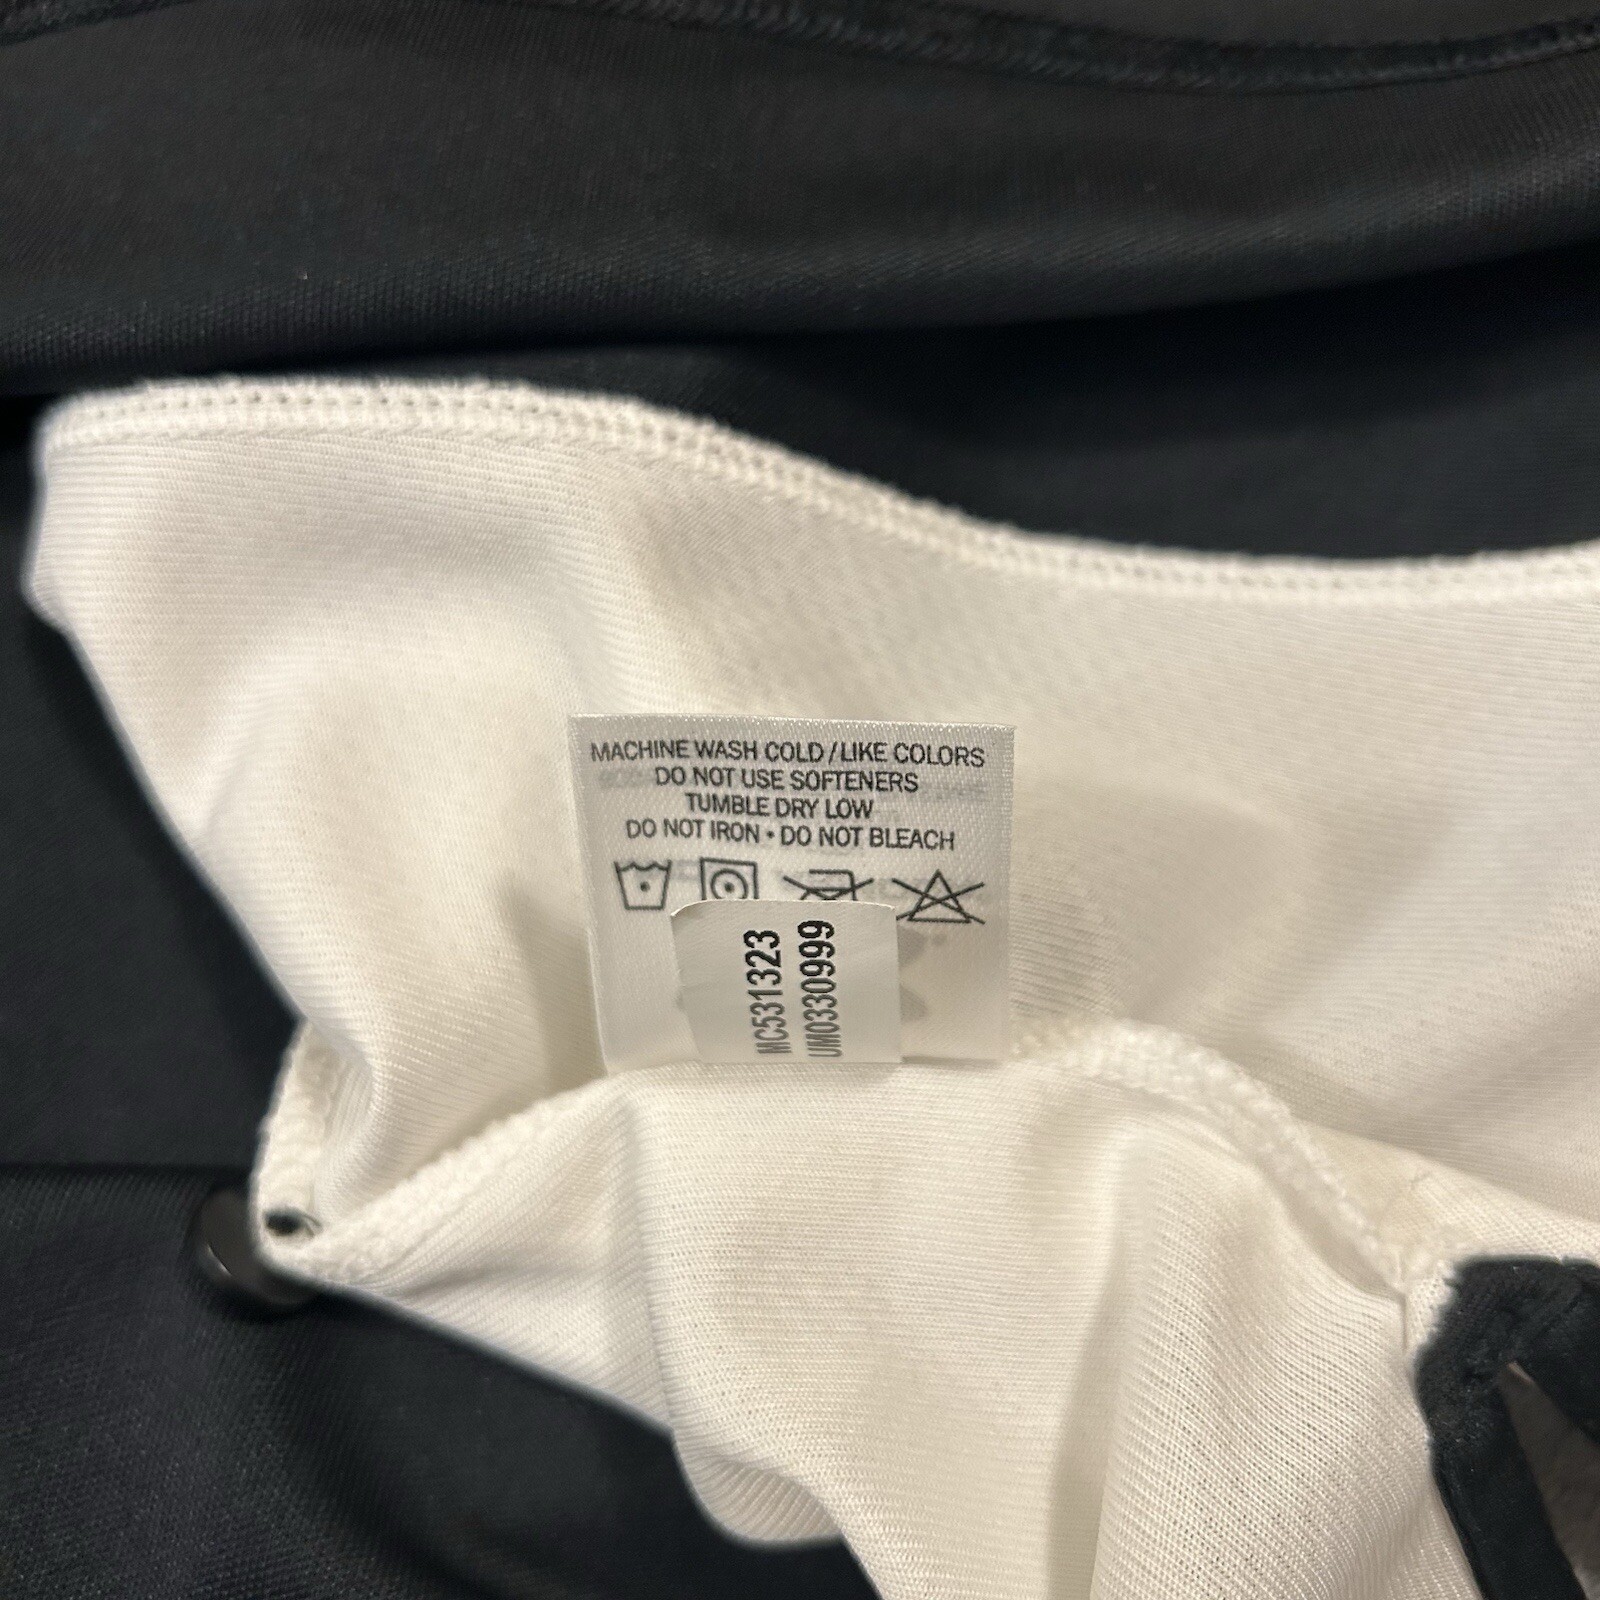 MACHINE WASH COLD / LIKE COLORS
DO NOT USE SOFTENERS
TUMBLE DRY LOW
DO NOT IRON • DO NOT BLEACH
MC531323
UM0330999